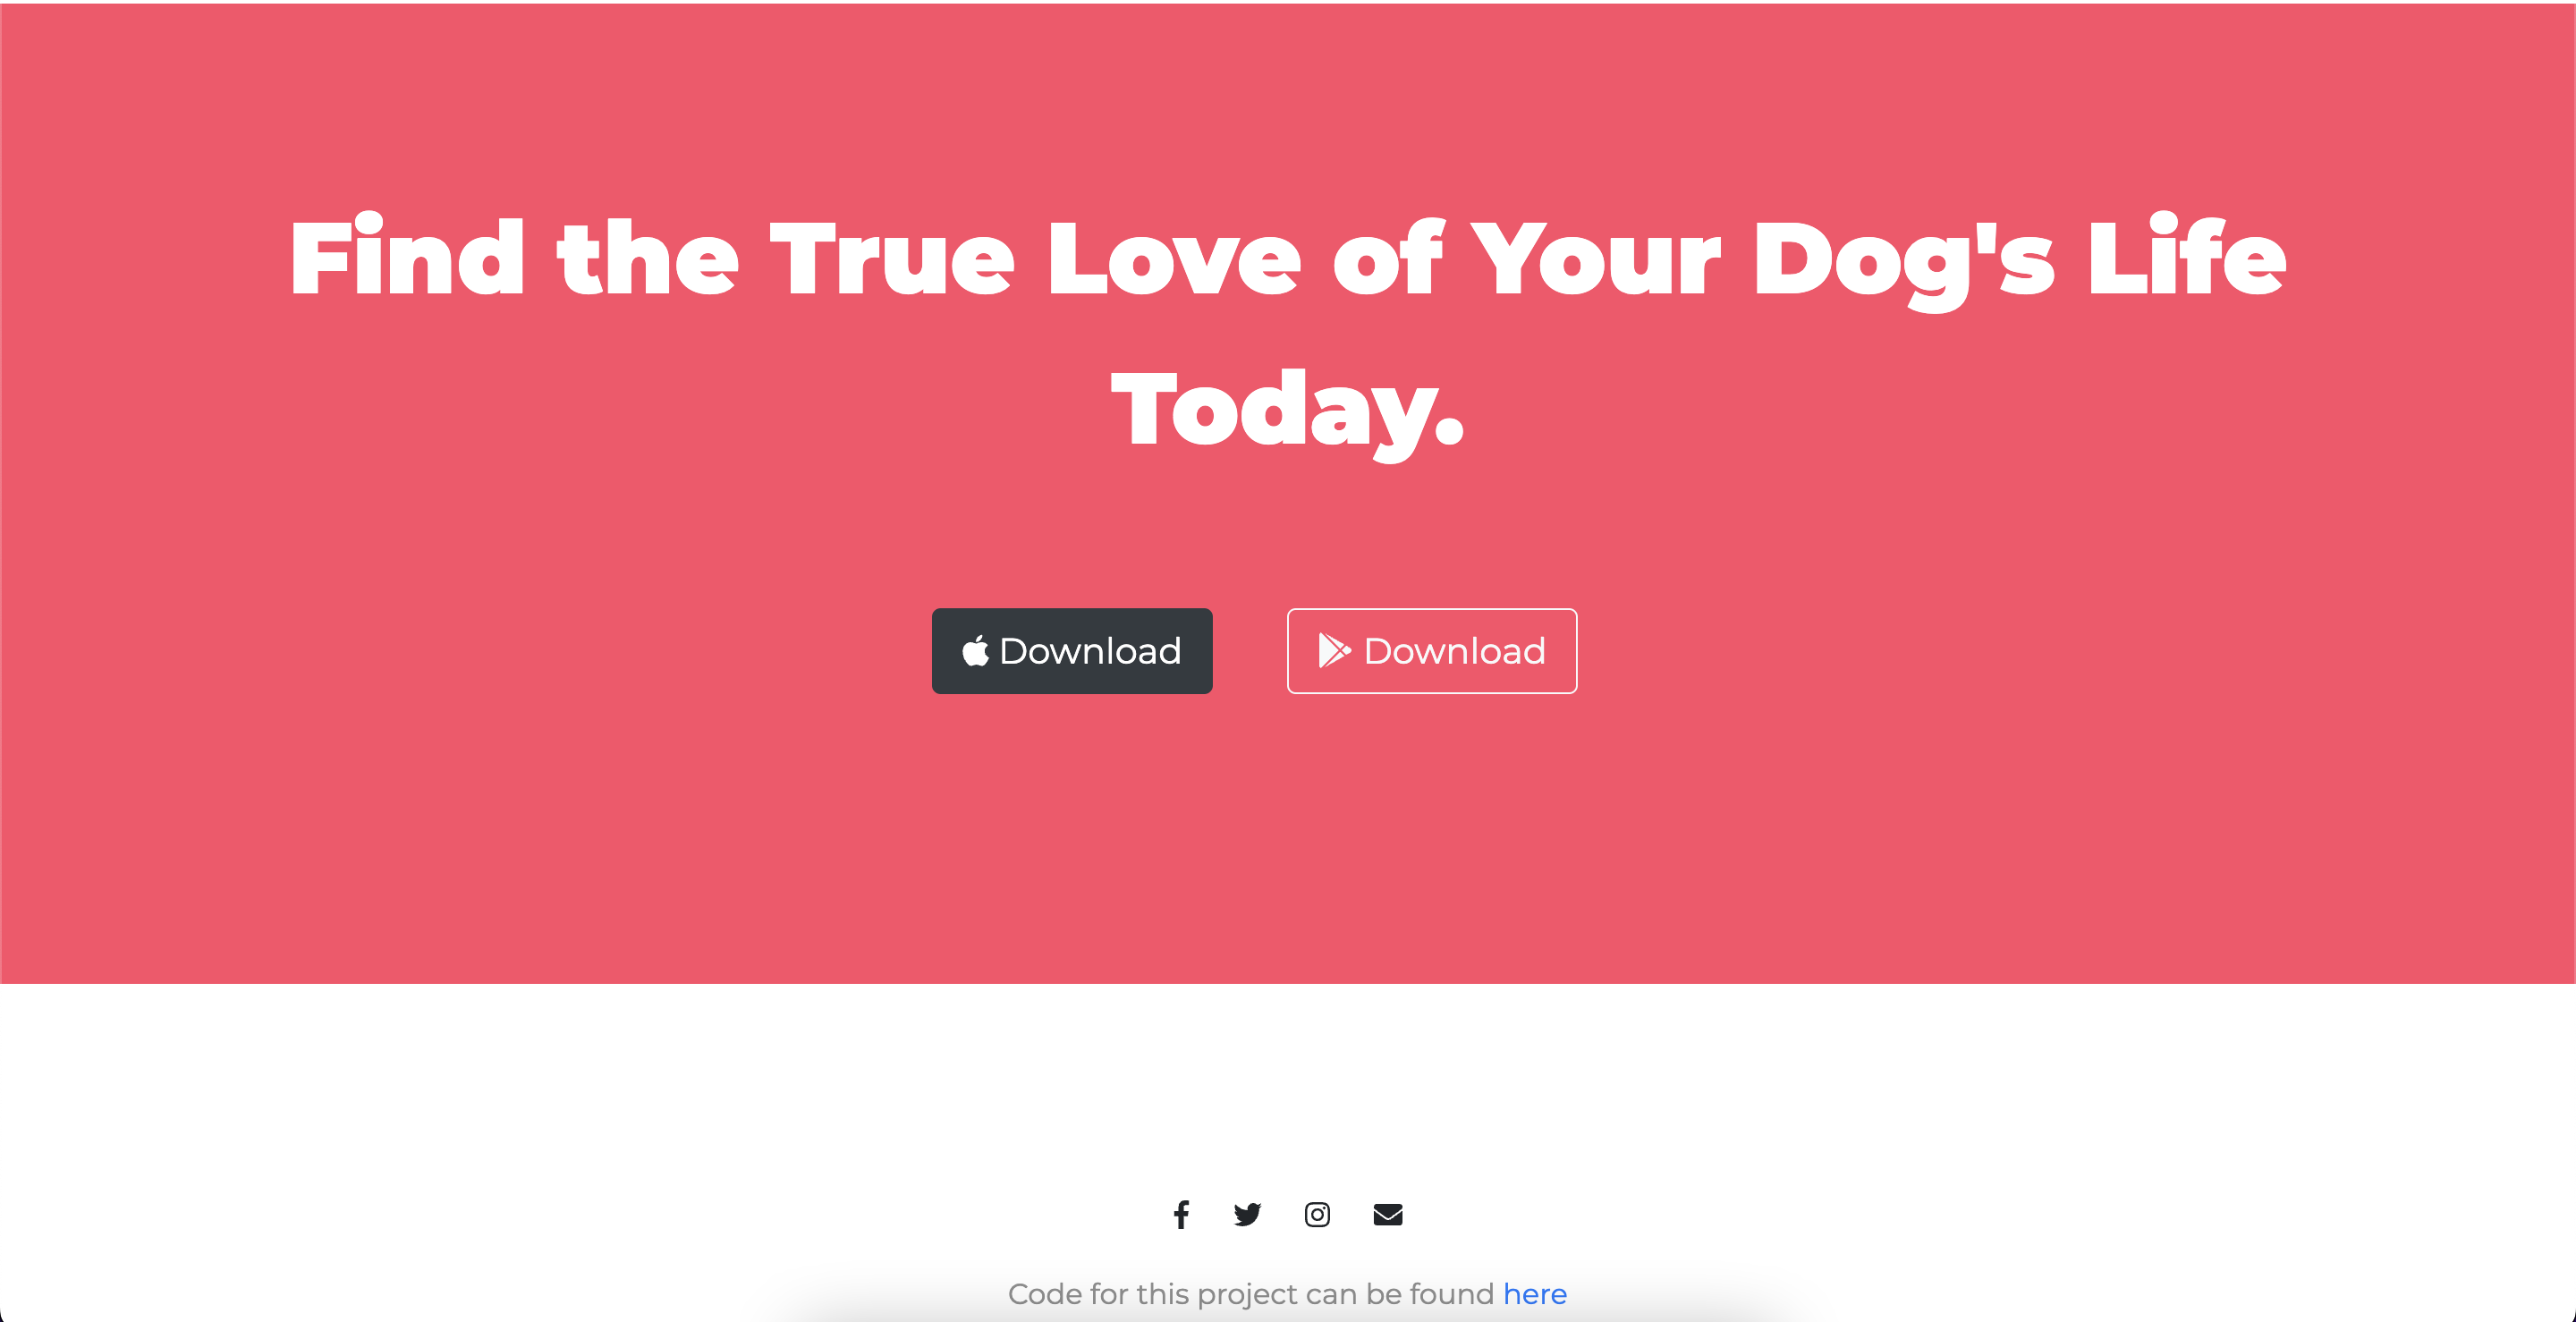 Find the True Love of Your Dog's Life
Today.
Download Download
Code for this project can be found here